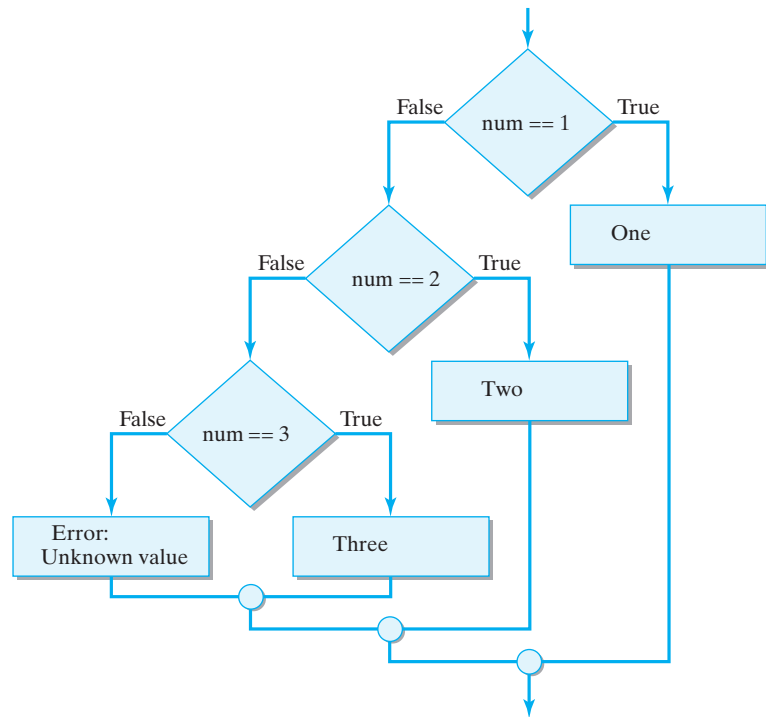 False
True
num == 1
One
False
True
num == 2
Two
False
True
num == 3
Error:
Unknown value
Three